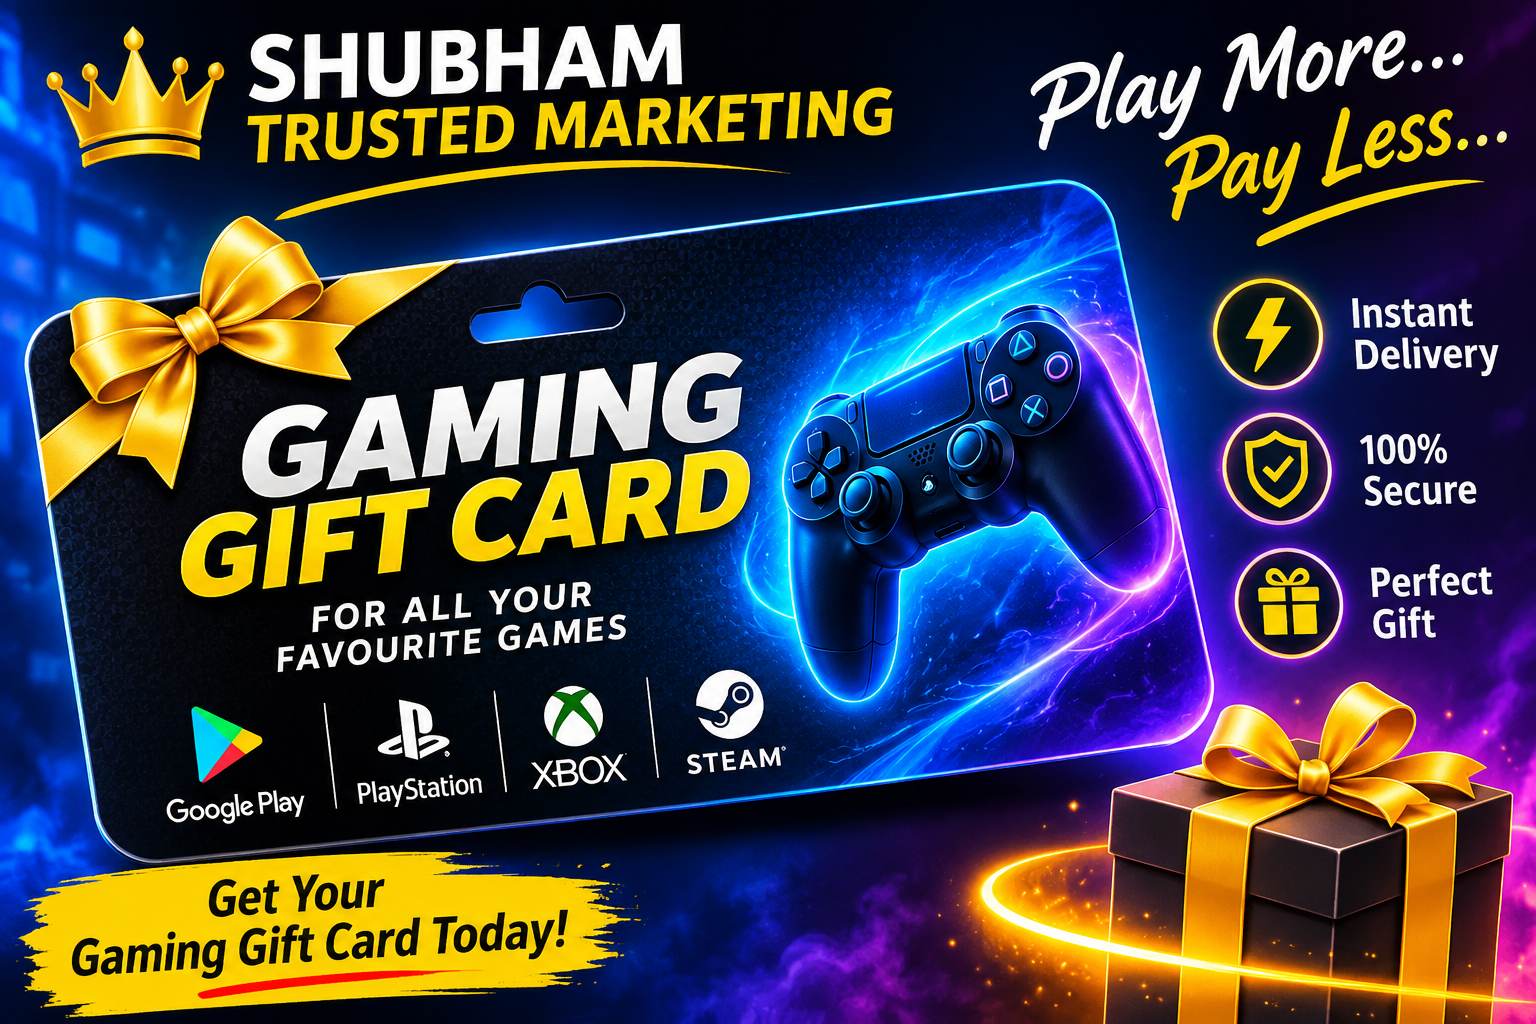 SHUBHAM
TRUSTED MARKETING
Play More...
Pay Less...
GAMING
GIFT CARD
FOR ALL YOUR
FAVOURITE GAMES
Google Play
PlayStation
XBOX
STEAM
Instant
Delivery
100%
Secure
Perfect
Gift
Get Your
Gaming Gift Card Today!